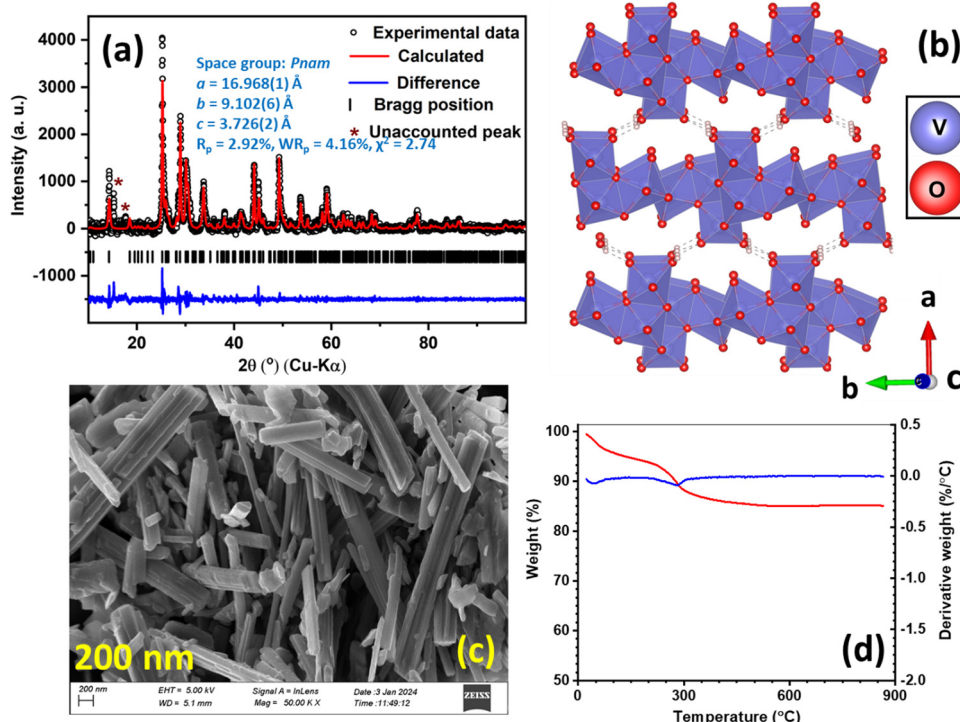 (a)
Experimental data
Calculated
Difference
Bragg position
* Unaccounted peak
Space group: Pnam
a = 16.968(1) Å
b = 9.102(6) Å
c = 3.726(2) Å
Rp = 2.92%, WRp = 4.16%, χ² = 2.74
*
*
Intensity (a. u.)
4000
3000
2000
1000
0
-1000
20 40 60 80
2θ (°) (Cu-Kα)
(b)
V
O
a
b
c
200 nm
(c)
200 nm
EHT = 5.00 kV
WD = 5.1 mm
Signal A = InLens
Mag = 50.00 K X
Date :3 Jan 2024
Time :11:49:12
ZEISS
(d)
Weight (%)
100
90
80
70
60
50
0 300 600 900
Temperature (°C)
0.5
0.0
-0.5
-1.0
-1.5
-2.0
Derivative weight (%/°C)